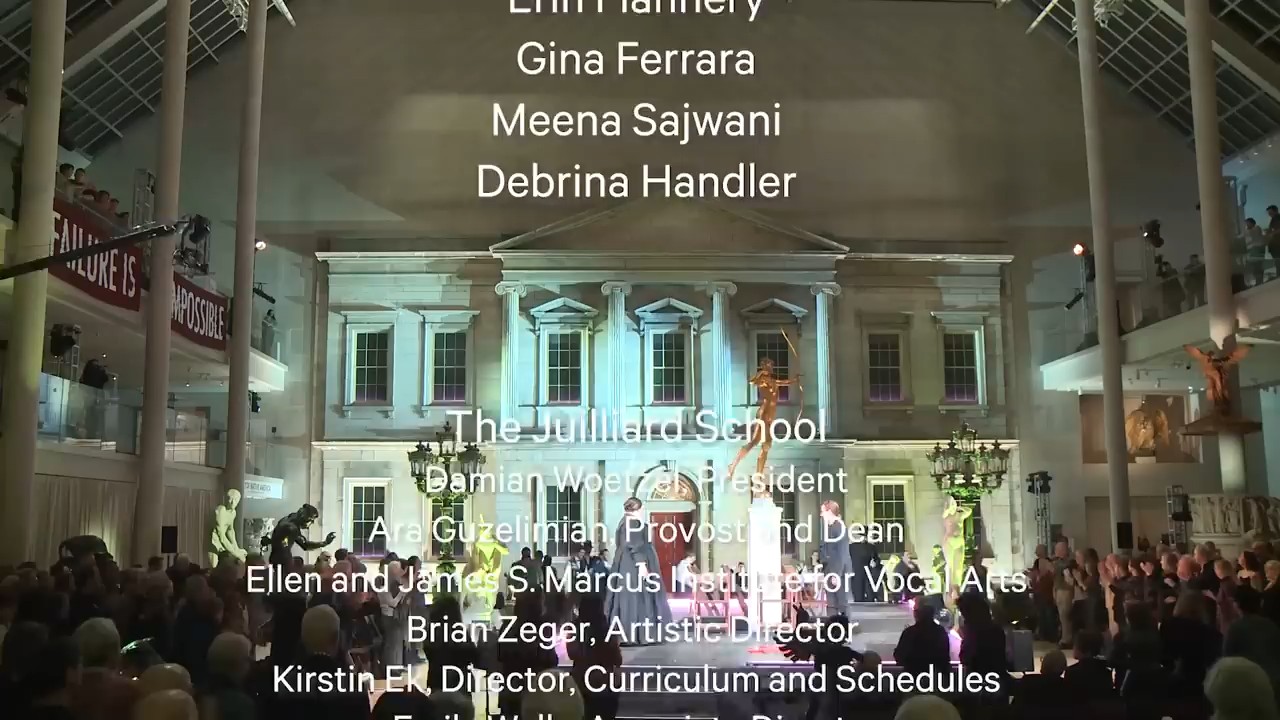 Erin Flannery
Gina Ferrara
Meena Sajwani
Debrina Handler
FAILURE IS
IMPOSSIBLE
The Juilliard School
Damian Woetzel, President
Ara Guzelimian, Provost and Dean
Ellen and James S. Marcus Institute for Vocal Arts
Brian Zeger, Artistic Director
Kirstin Ek, Director, Curriculum and Schedules